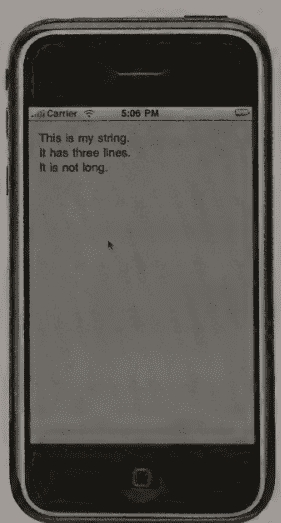 Carrier 5:06 PM
This is my string.
It has three lines.
It is not long.